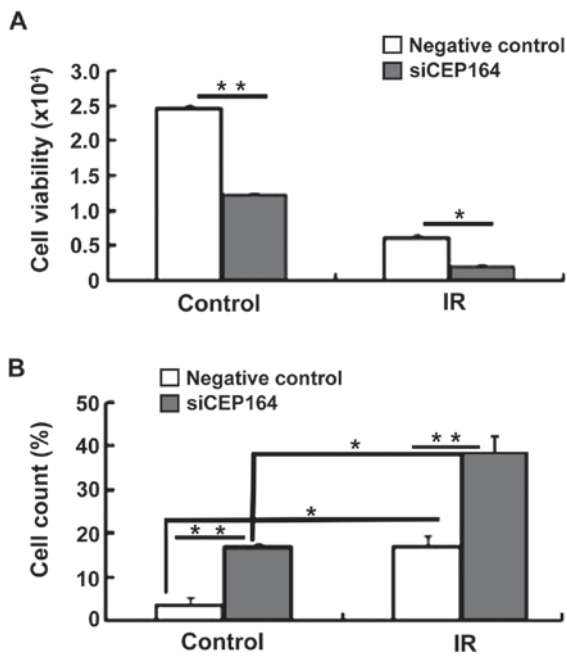 A
Negative control
siCEP164
Cell viability (x10⁴)
3.0
2.5
2.0
1.5
1.0
0.5
0
* *
*
Control
IR
B
Negative control
siCEP164
Cell count (%)
50
40
30
20
10
0
* *
*
*
* *
Control
IR